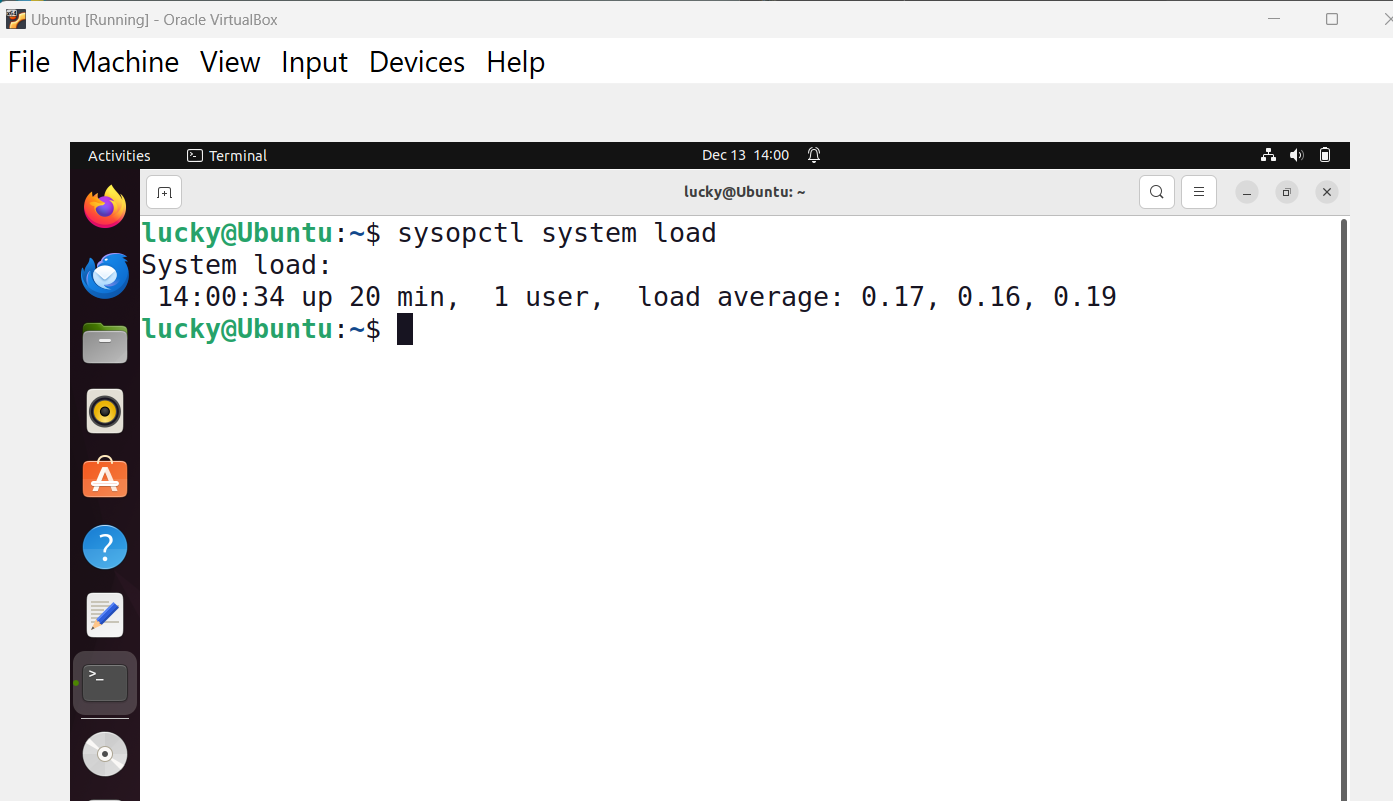 Ubuntu [Running] - Oracle VirtualBox
File Machine View Input Devices Help
Activities Terminal Dec 13 14:00
lucky@Ubuntu: ~
lucky@Ubuntu:~$ sysopctl system load
System load:
 14:00:34 up 20 min,  1 user,  load average: 0.17, 0.16, 0.19
lucky@Ubuntu:~$